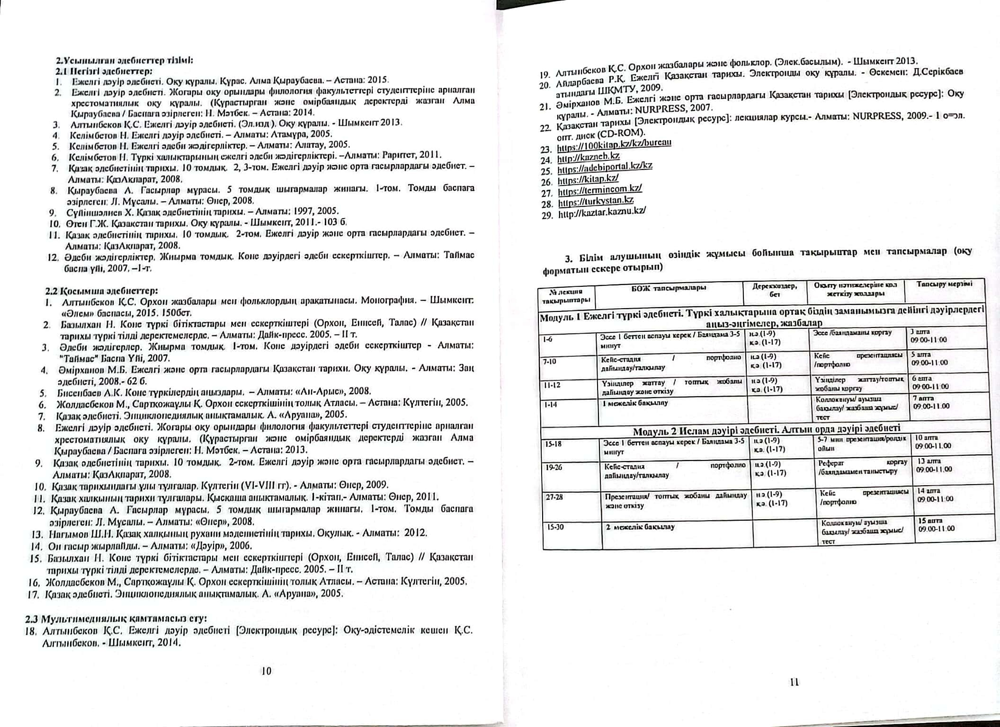 2.Ұсынылған әдебиеттер тізімі:
2.1 Негізгі әдебиеттер:
1. Ежелгі дәуір әдебиеті. Оқу құралы. Құрас. Алма Қыраубаева. – Астана: 2015.
2. Ежелгі дәуір әдебиеті. Жоғары оқу орындары филология факультеттері студенттеріне арналған
хрестоматиялық оқу құралы. (Құрастырған және өмірбаяндық деректерді жазған Алма
Қыраубаева / Баспаға әзірлеген: Н. Мәтбек. – Астана: 2014.
3. Алтынбеков Қ.С. Ежелгі дәуір әдебиеті. (Эл.изд ). Оқу құралы. - Шымкент 2013.
4. Келімбетов Н. Ежелгі дәуір әдебиеті. – Алматы: Атамұра, 2005.
5. Келімбетов Н. Ежелгі әдеби жәдігерліктер. – Алматы: Алатау, 2005.
6. Келімбетов Н. Түркі халықтарының ежелгі әдеби жәдігерліктері. –Алматы: Раритет, 2011.
7. Қазақ әдебиетінің тарихы. 10 томдық. 2, 3-том. Ежелгі дәуір және орта ғасырлардағы әдебиет. –
Алматы: ҚазАқпарат, 2008.
8. Қыраубаева А. Ғасырлар мұрасы. 5 томдық шығармалар жинағы. 1-том. Томды баспаға
әзірлеген: Л. Мұсалы. – Алматы: Өнер, 2008.
9. Сүйіншәлиев Х. Қазақ әдебиетінің тарихы. – Алматы: 1997, 2005.
10. Өтен Г.Ж. Қазақстан тарихы. Оқу құралы. - Шымкент, 2011.- 103 б.
11. Қазақ әдебиетінің тарихы. 10 томдық. 2-том. Ежелгі дәуір және орта ғасырлардағы әдебиет. –
Алматы: ҚазАқпарат, 2008.
12. Әдеби жәдігерліктер. Жиырма томдық. Көне дәуірдегі әдеби ескерткіштер. – Алматы: Таймас
баспа үйі, 2007. –1-т.
2.2 Қосымша әдебиеттер:
1. Алтынбеков Қ.С. Орхон жазбалары мен фольклордың арақатынасы. Монография. – Шымкент:
«Әлем» баспасы, 2015. 150бет.
2. Базылхан Н. Көне түркі бітіктастары мен ескерткіштері (Орхон, Енисей, Талас) // Қазақстан
тарихы түркі тілді деректемелерде. – Алматы: Дайк-пресс. 2005. – II т.
3. Әдеби жәдігерлер. Жиырма томдық. 1-том. Көне дәуірдегі әдеби ескерткіштер - Алматы:
"Таймас" Баспа Үйі, 2007.
4. Әмірханов М.Б. Ежелгі және орта ғасырлардағы Қазақстан тарихи. Оқу құралы. - Алматы: Заң
әдебиеті, 2008.- 62 б.
5. Бисенбаев А.К. Көне түркілердің аңыздары. – Алматы: «Ан-Арыс», 2008.
6. Жолдасбеков М., Сартқожаұлы Қ. Орхон ескерткішінің толық Атласы. – Астана: Күлтегін, 2005.
7. Қазақ әдебиеті. Энциклопедиялық анықтамалық. А. «Аруана», 2005.
8. Ежелгі дәуір әдебиеті. Жоғары оқу орындары филология факультеттері студенттеріне арналған
хрестоматиялық оқу құралы. (Құрастырған және өмірбаяндық деректерді жазған Алма
Қыраубаева / Баспаға әзірлеген: Н. Мәтбек. – Астана: 2013.
9. Қазақ әдебиетінің тарихы. 10 томдық. 2-том. Ежелгі дәуір және орта ғасырлардағы әдебиет. –
Алматы: ҚазАқпарат, 2008.
10. Қазақ тарихындағы ұлы тұлғалар. Күлтегін (VI-VIII ғғ). - Алматы: Өнер, 2009.
11. Қазақ халқының тарихи тұлғалары. Қысқаша анықтамалық. 1-кітап.- Алматы: Өнер, 2011.
12. Қыраубаева А. Ғасырлар мұрасы. 5 томдық шығармалар жинағы. 1-том. Томды баспаға
әзірлеген: Л. Мұсалы. – Алматы: «Өнер», 2008.
13. Нағымов Ш.Н. Қазақ халқының рухани мәдениетінің тарихы. Оқулық. - Алматы: 2012.
14. Он ғасыр жырлайды. – Алматы: «Дәуір», 2006.
15. Базылхан Н. Көне түркі бітіктастары мен ескерткіштері (Орхон, Енисей, Талас) // Қазақстан
тарихы түркі тілді деректемелерде. – Алматы: Дайк-пресс. 2005. – II т.
16. Жолдасбеков М., Сартқожаұлы Қ. Орхон ескерткішінің толық Атласы. – Астана: Күлтегін, 2005.
17. Қазақ әдебиеті. Энциклопедиялық анықтамалық. А. «Аруана», 2005.
2.3 Мультимедиялық қамтамасыз ету:
18. Алтынбеков Қ.С. Ежелгі дәуір әдебиеті [Электрондық ресурс]: Оқу-әдістемелік кешен Қ.С.
Алтынбеков. - Шымкент, 2014.
10
19. Алтынбеков Қ.С. Орхон жазбалары және фольклор. (Элек.басылым). - Шымкент 2013.
20. Айдарбаева Р.Қ. Ежелгі Қазақстан тарихы. Электронды оқу құралы. - Өскемен: Д.Серікбаев
атындағы ШҚМТУ, 2009.
21. Әмірханов М.Б. Ежелгі және орта ғасырлардағы Қазақстан тарихы [Электрондық ресурс]: Оқу
құралы. - Алматы: NURPRESS, 2007.
22. Қазақстан тарихы [Электрондық ресурс]: лекциялар курсы.- Алматы: NURPRESS, 2009.- 1 о=эл.
опт. диск (CD-ROM).
23. https://100kitap.kz/kz/bureau
24. http://kazneb.kz
25. https://adebiportal.kz/kz
26. https://kitap.kz/
27. https://termincom.kz/
28. https://turkystan.kz
29. http://kaztar.kaznu.kz/
3. Білім алушының өзіндік жұмысы бойынша тақырыптар мен тапсырмалар (оқу
форматын ескере отырып)
№ лекция тақырыптары | БӨЖ тапсырмалары | Дереккөздер, бет | Оқыту нәтижелеріне қол жеткізу жолдары | Тапсыру мерзімі
Модуль 1 Ежелгі түркі әдебиеті. Түркі халықтарына ортақ біздің заманымызға дейінгі дәуірлердегі
аңыз-әңгімелер, жазбалар
1-6 | Эссе 1 беттен аспауы керек / Баяндама 3-5 минут | н.ә.(1-9) қ.ә. (1-17) | Эссе /баяндаманы қорғау | 3 апта 09.00-11.00
7-10 | Кейс-стадия / портфолио дайындау/талқылау | н.ә (1-9) қ.ә. (1-17) | Кейс презентациясы /портфолио | 5 апта 09.00-11.00
11-12 | Үзінділер жаттау / топтық жобаны дайындау және өткізу | н.ә (1-9) қ.ә. (1-17) | Үзінділер жаттау/топтық жобаны қорғау | 6 апта 09.00-11.00
1-14 | 1 межелік бақылау | Коллоквиум/ ауызша бақылау/ жазбаша жұмыс/ тест | 7 апта 09.00-11.00
Модуль 2 Ислам дәуірі әдебиеті. Алтын орда дәуірі әдебиеті
15-18 | Эссе 1 беттен аспауы керек / Баяндама 3-5 минут | н.ә (1-9) қ.ә. (1-17) | 5-7 мин презентация/ролдік ойын | 10 апта 09.00-11.00
19-26 | Кейс-стадия / портфолио дайындау/талқылау | н.ә.(1-9) қ.ә. (1-17) | Реферат қорғау /баяндамамен таныстыру | 13 апта 09.00-11.00
27-28 | Презентация/ топтық жобаны дайындау және өткізу | н.ә.(1-9) қ.ә. (1-17) | Кейс презентациясы /портфолио | 14 апта 09.00-11.00
15-30 | 2 межелік бақылау | Коллоквиум/ ауызша бақылау/ жазбаша жұмыс/ тест | 15 апта 09.00-11.00
11